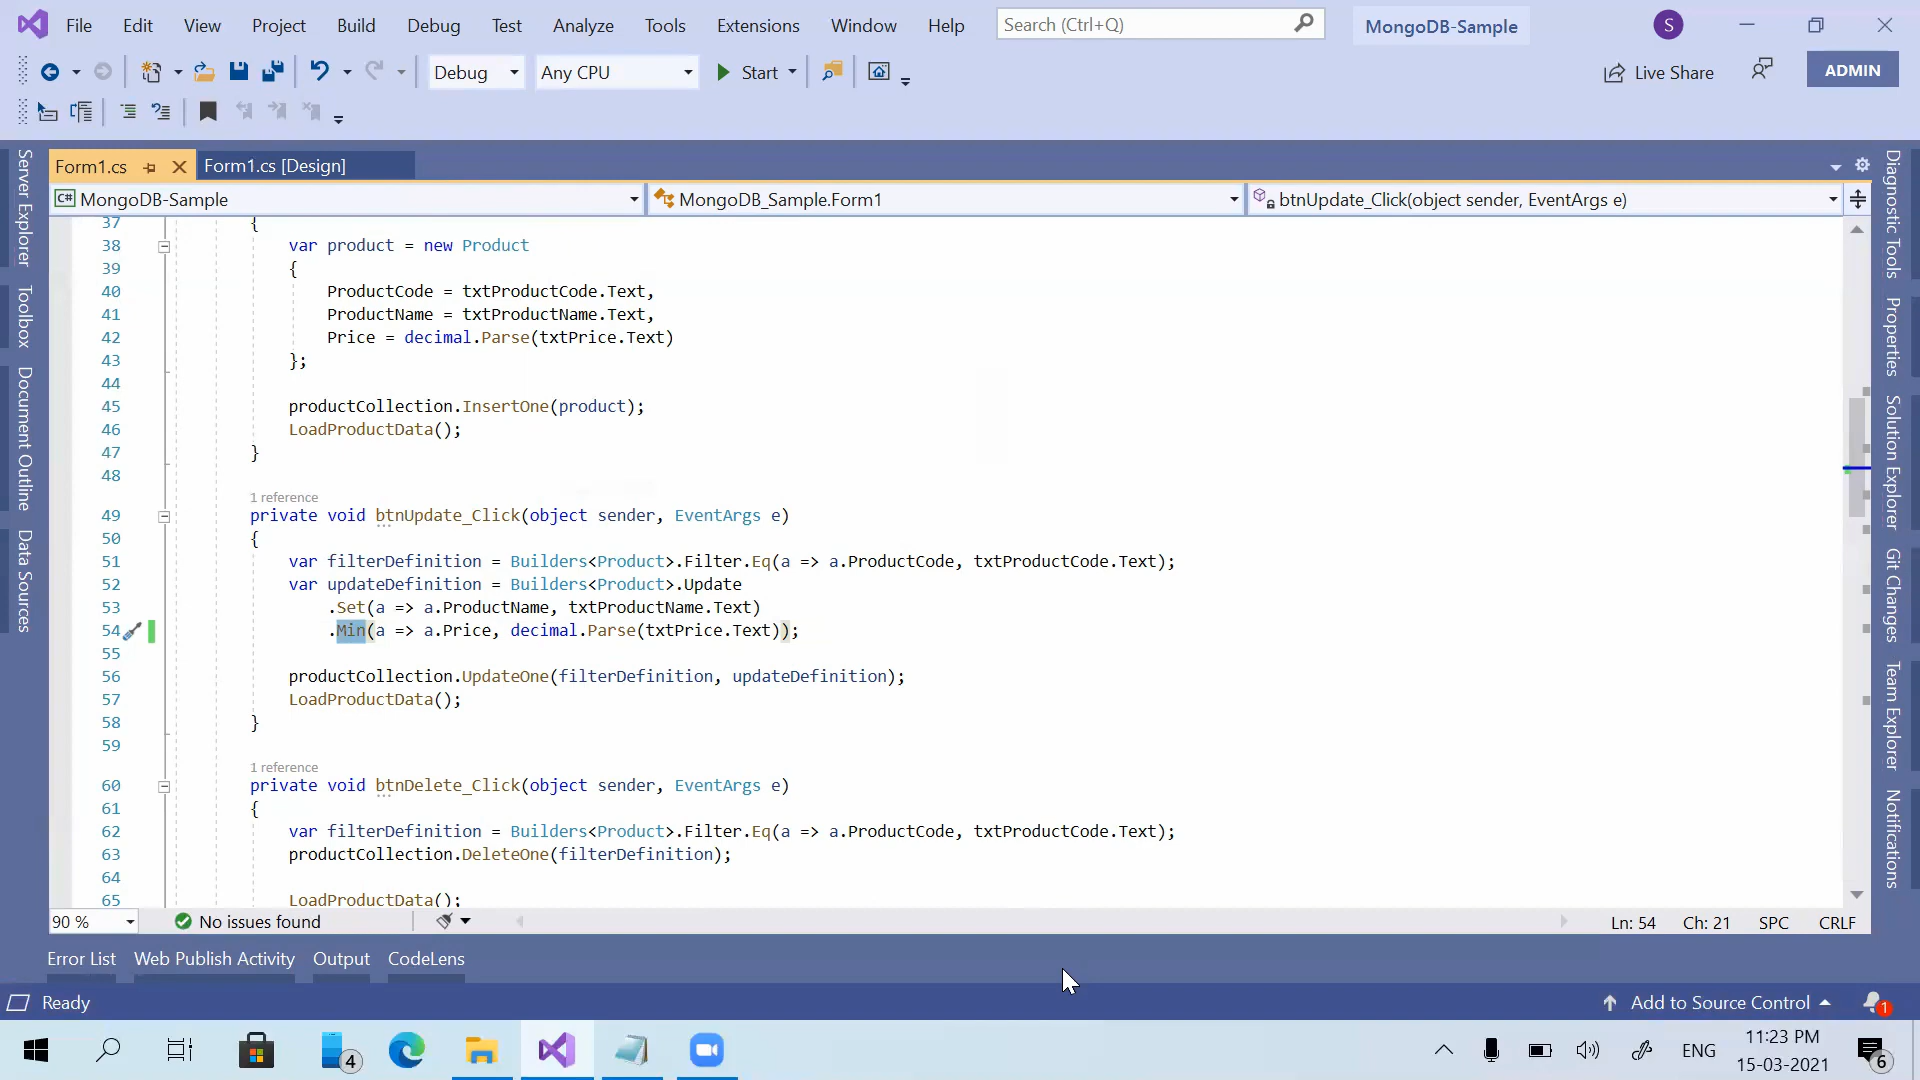 File Edit View Project Build Debug Test Analyze Tools Extensions Window Help Search (Ctrl+Q) MongoDB-Sample S
Debug Any CPU Start Live Share ADMIN
Form1.cs Form1.cs [Design]
C# MongoDB-Sample MongoDB_Sample.Form1 btnUpdate_Click(object sender, EventArgs e)
Server Explorer
Toolbox
Document Outline
Data Sources
37 {
38 var product = new Product
39 {
40 ProductCode = txtProductCode.Text,
41 ProductName = txtProductName.Text,
42 Price = decimal.Parse(txtPrice.Text)
43 };
44
45 productCollection.InsertOne(product);
46 LoadProductData();
47 }
48
1 reference
49 private void btnUpdate_Click(object sender, EventArgs e)
50 {
51 var filterDefinition = Builders<Product>.Filter.Eq(a => a.ProductCode, txtProductCode.Text);
52 var updateDefinition = Builders<Product>.Update
53 .Set(a => a.ProductName, txtProductName.Text)
54 .Min(a => a.Price, decimal.Parse(txtPrice.Text));
55
56 productCollection.UpdateOne(filterDefinition, updateDefinition);
57 LoadProductData();
58 }
59
1 reference
60 private void btnDelete_Click(object sender, EventArgs e)
61 {
62 var filterDefinition = Builders<Product>.Filter.Eq(a => a.ProductCode, txtProductCode.Text);
63 productCollection.DeleteOne(filterDefinition);
64
65 LoadProductData();
Diagnostic Tools
Properties
Solution Explorer
Git Changes
Team Explorer
Notifications
90 % No issues found Ln: 54 Ch: 21 SPC CRLF
Error List Web Publish Activity Output CodeLens
Ready Add to Source Control 1
4 ENG 11:23 PM
15-03-2021 6